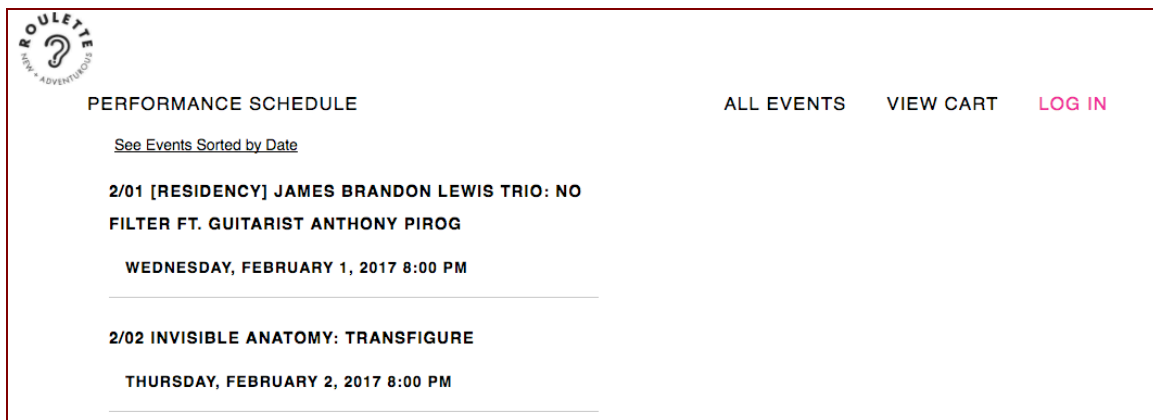 ROULETTE
NEW + ADVENTUROUS
PERFORMANCE SCHEDULE ALL EVENTS VIEW CART LOG IN
See Events Sorted by Date
2/01 [RESIDENCY] JAMES BRANDON LEWIS TRIO: NO
FILTER FT. GUITARIST ANTHONY PIROG
WEDNESDAY, FEBRUARY 1, 2017 8:00 PM
2/02 INVISIBLE ANATOMY: TRANSFIGURE
THURSDAY, FEBRUARY 2, 2017 8:00 PM